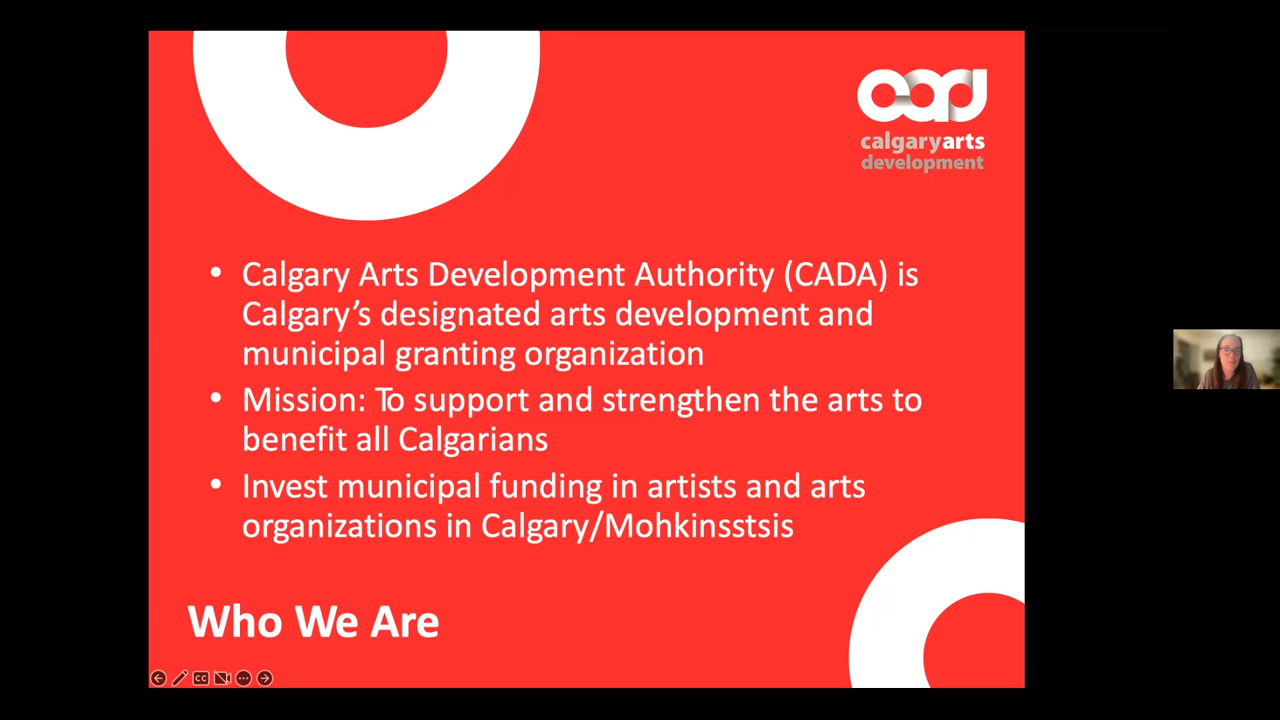 cad
calgaryarts
development
• Calgary Arts Development Authority (CADA) is
Calgary’s designated arts development and
municipal granting organization
• Mission: To support and strengthen the arts to
benefit all Calgarians
• Invest municipal funding in artists and arts
organizations in Calgary/Mohkinsstsis
Who We Are
CC